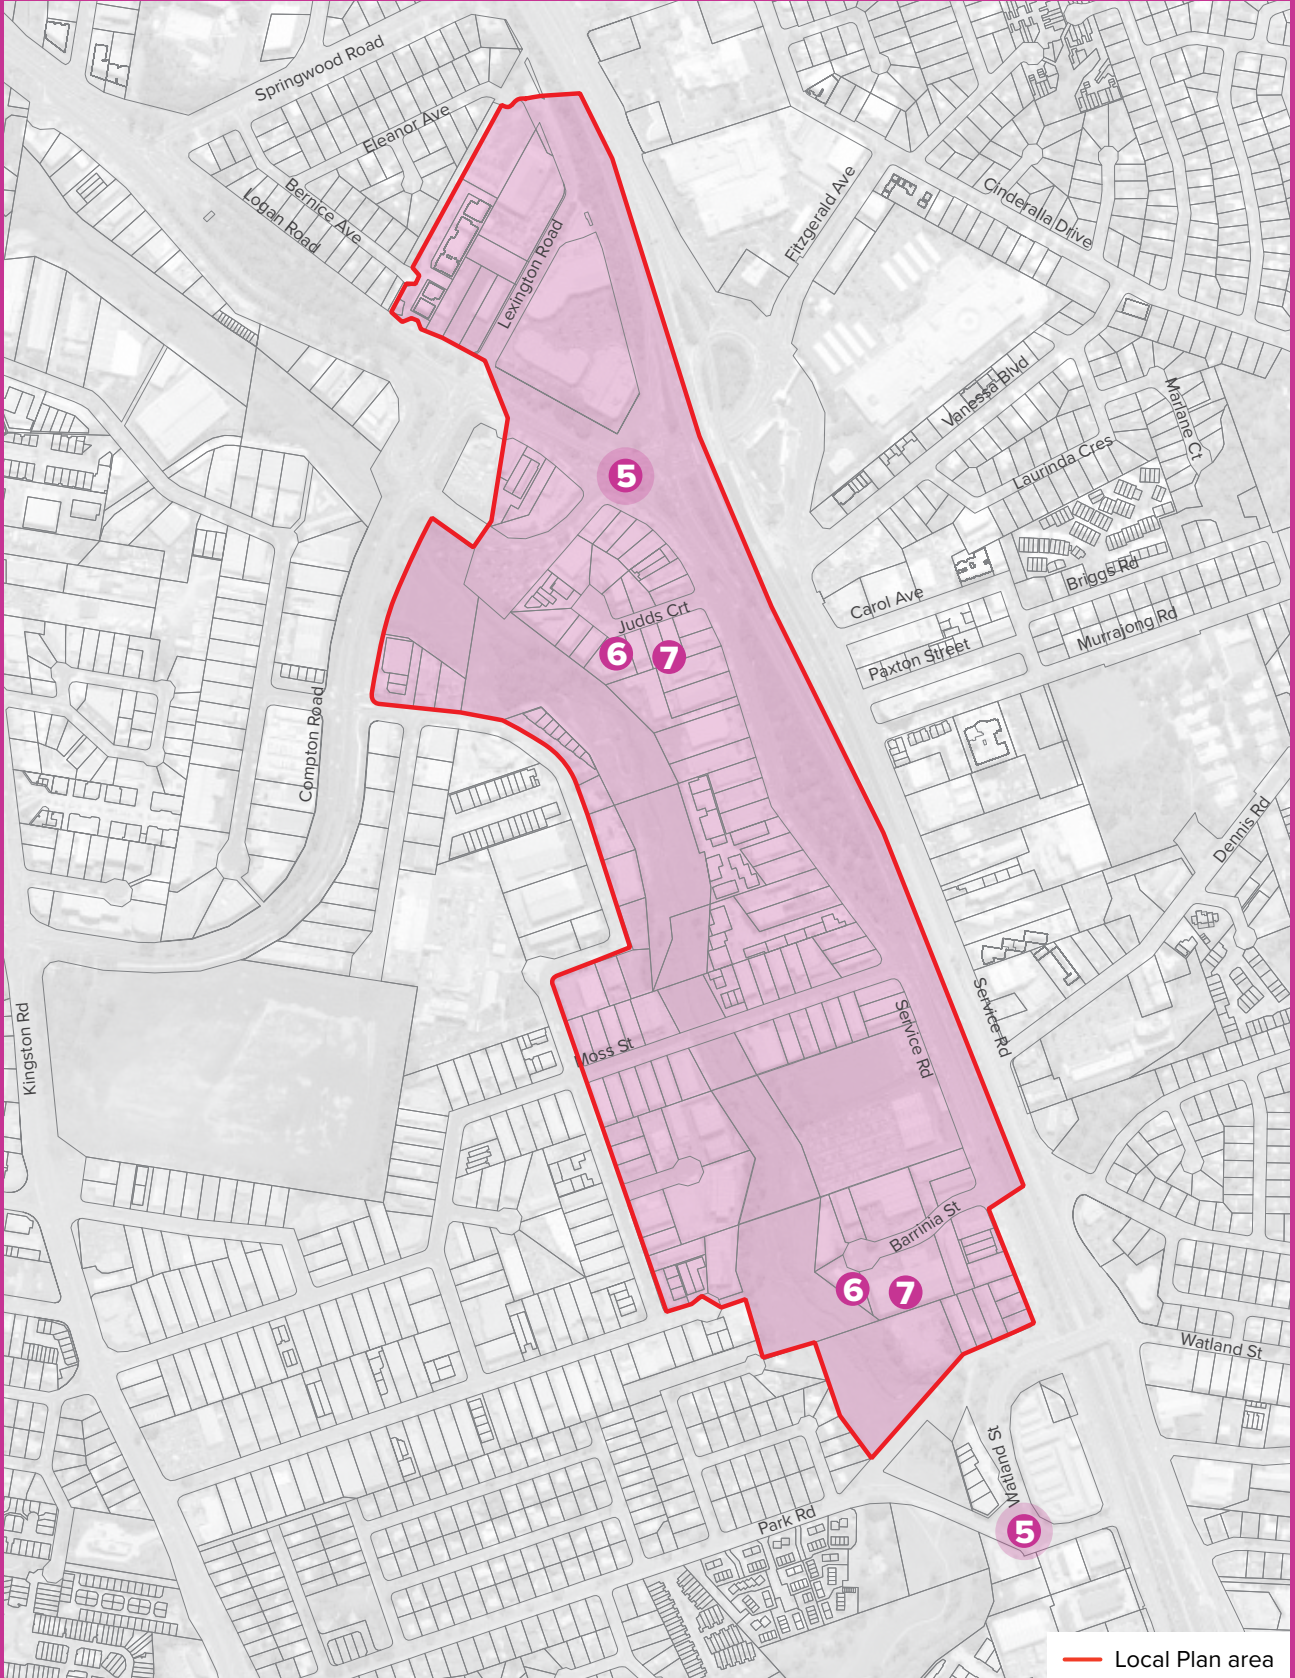 Springwood Road
Eleanor Ave
Bernice Ave
Logan Road
Lexington Road
Fitzgerald Ave
Cinderalla Drive
Vanessa Blvd
Marlane Ct
Laurinda Cres
5
Briggs Rd
Carol Ave
Judds Crt
Murrajong Rd
Paxton Street
6
7
Compton Road
Dennis Rd
Kingston Rd
Service Rd
Service Rd
Moss St
Barrinia St
6
7
Watland St
Watland St
Park Rd
5
Local Plan area